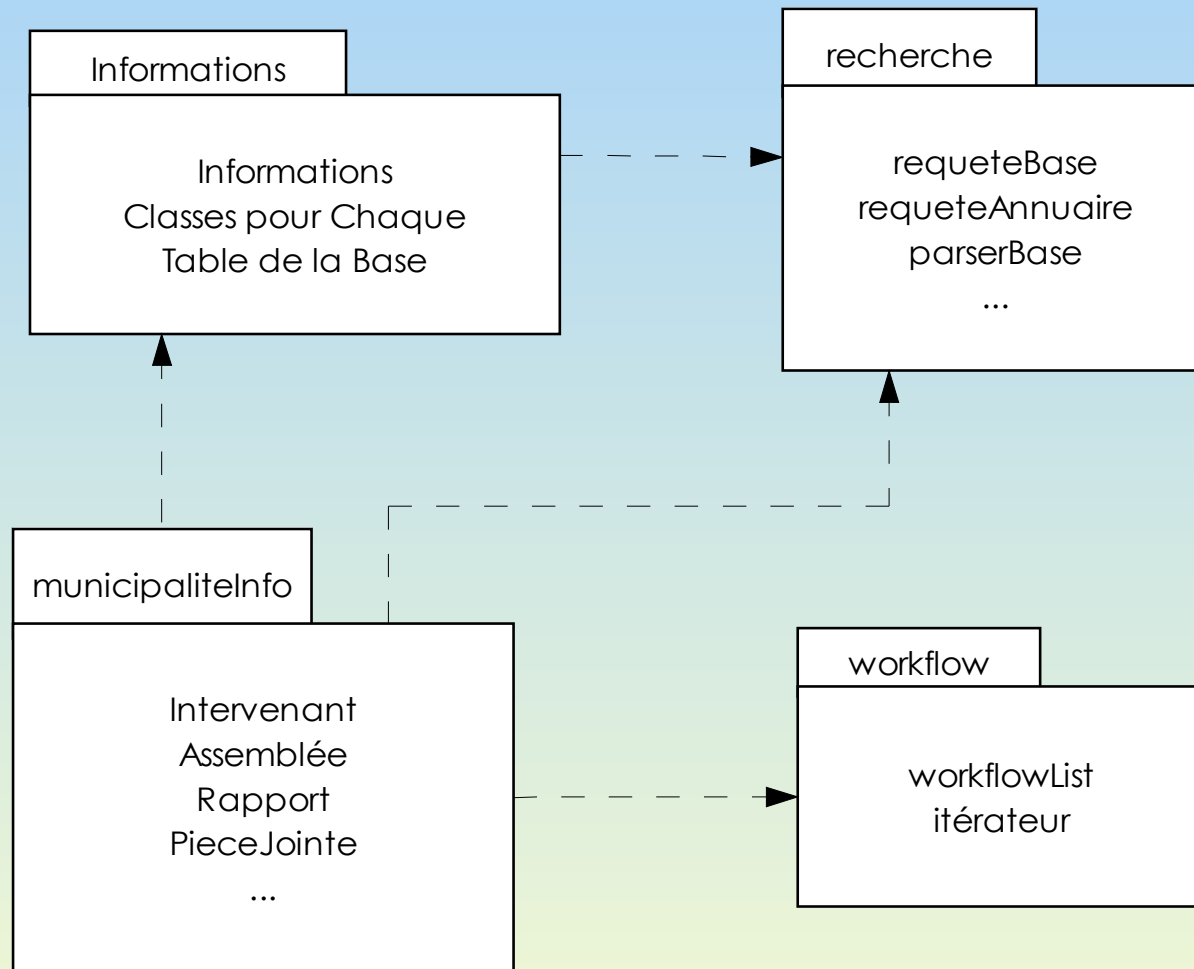 Informations
Informations
Classes pour Chaque
Table de la Base
recherche
requeteBase
requeteAnnuaire
parserBase
...
municipaliteInfo
Intervenant
Assemblée
Rapport
PieceJointe
...
workflow
workflowList
itérateur